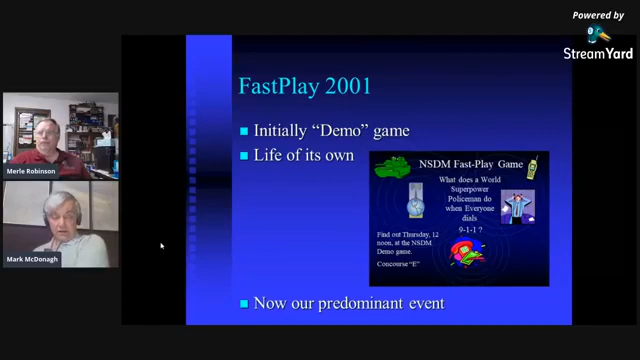 Powered by
StreamYard
FastPlay 2001
Initially “Demo” game
Life of its own
NSDM Fast-Play Game
What does a World
Superpower
Policeman do
when Everyone
dials
9-1-1 ?
Find out Thursday, 12
noon, at the NSDM
Demo game.
Concourse “E”
Now our predominant event
Merle Robinson
Mark McDonagh